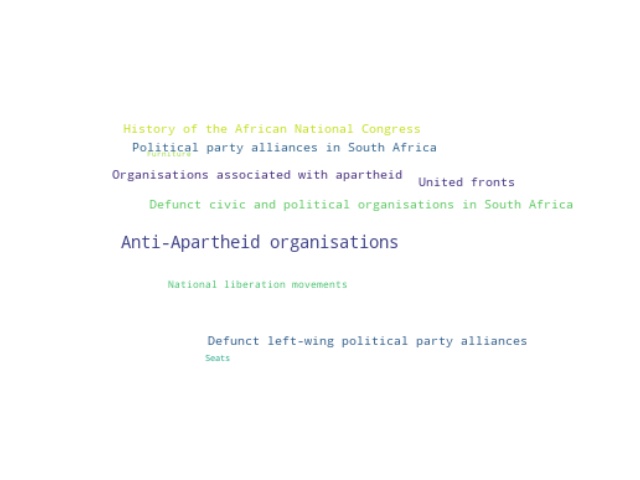 History of the African National Congress
Political party alliances in South Africa
Furniture
Organisations associated with apartheid
United fronts
Defunct civic and political organisations in South Africa
Anti-Apartheid organisations
National liberation movements
Defunct left-wing political party alliances
Seats